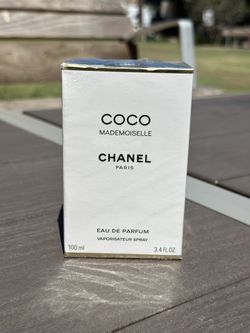 COCO
MADEMOISELLE
CHANEL
PARIS
EAU DE PARFUM
VAPORISATEUR SPRAY
100 ml 3.4 FL.OZ.